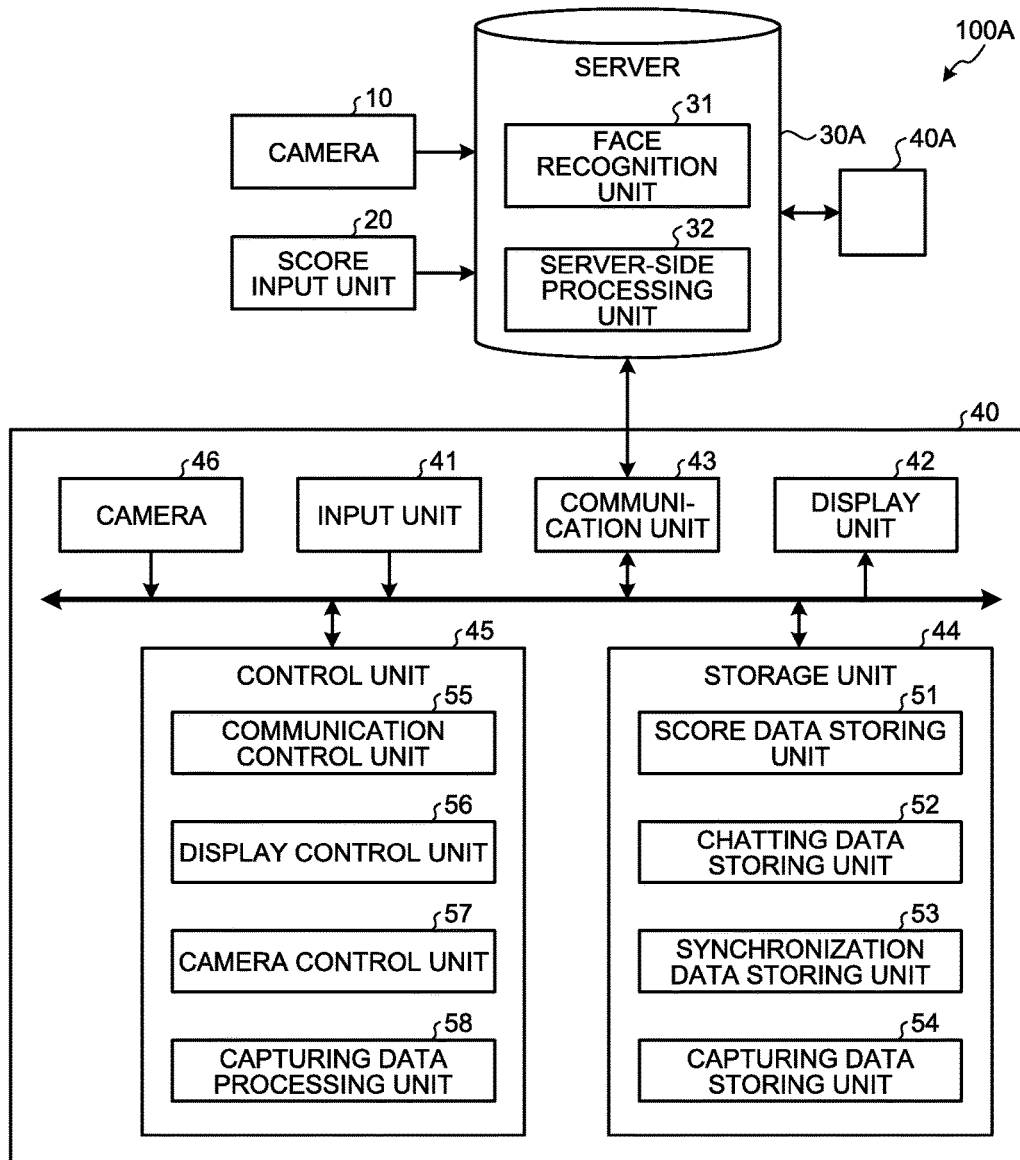 100A
SERVER
10
CAMERA
31
FACE
RECOGNITION
UNIT
30A
40A
20
SCORE
INPUT UNIT
32
SERVER-SIDE
PROCESSING
UNIT
40
46
CAMERA
41
INPUT UNIT
43
COMMUNI-
CATION UNIT
42
DISPLAY
UNIT
45
CONTROL UNIT
55
COMMUNICATION
CONTROL UNIT
56
DISPLAY CONTROL UNIT
57
CAMERA CONTROL UNIT
58
CAPTURING DATA
PROCESSING UNIT
44
STORAGE UNIT
51
SCORE DATA STORING
UNIT
52
CHATTING DATA
STORING UNIT
53
SYNCHRONIZATION
DATA STORING UNIT
54
CAPTURING DATA
STORING UNIT